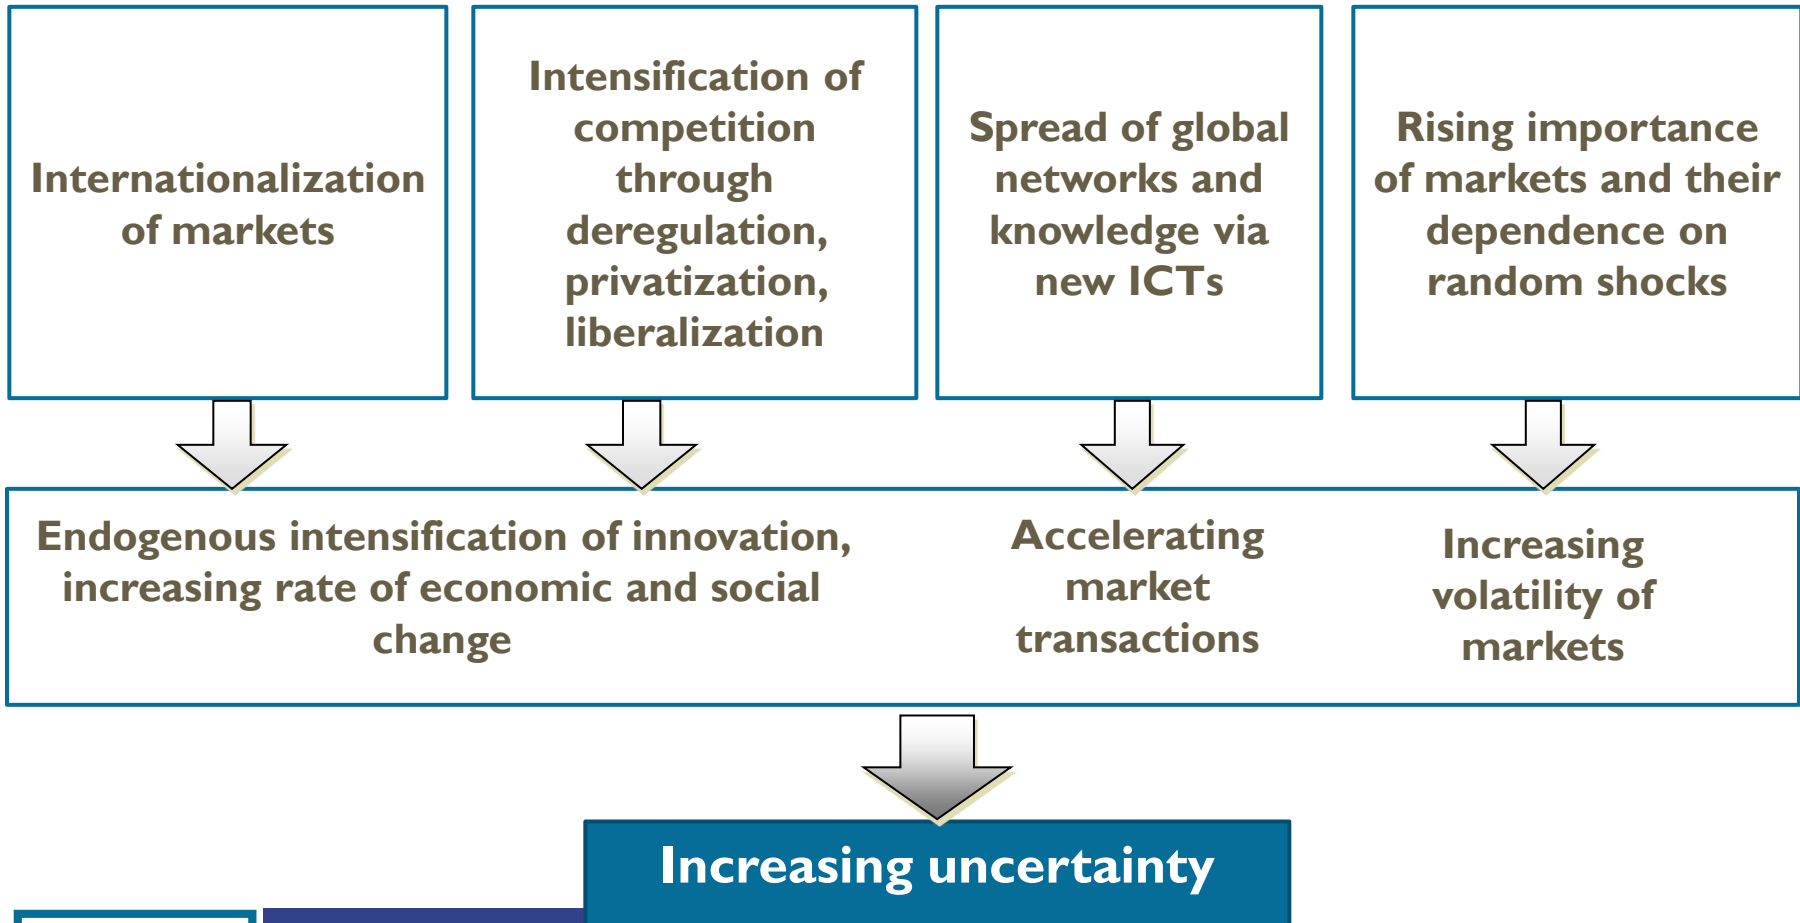 Internationalization
of markets
Intensification of
competition
through
deregulation,
privatization,
liberalization
Spread of global
networks and
knowledge via
new ICTs
Rising importance
of markets and their
dependence on
random shocks
Endogenous intensification of innovation,
increasing rate of economic and social
change
Accelerating
market
transactions
Increasing
volatility of
markets
Increasing uncertainty